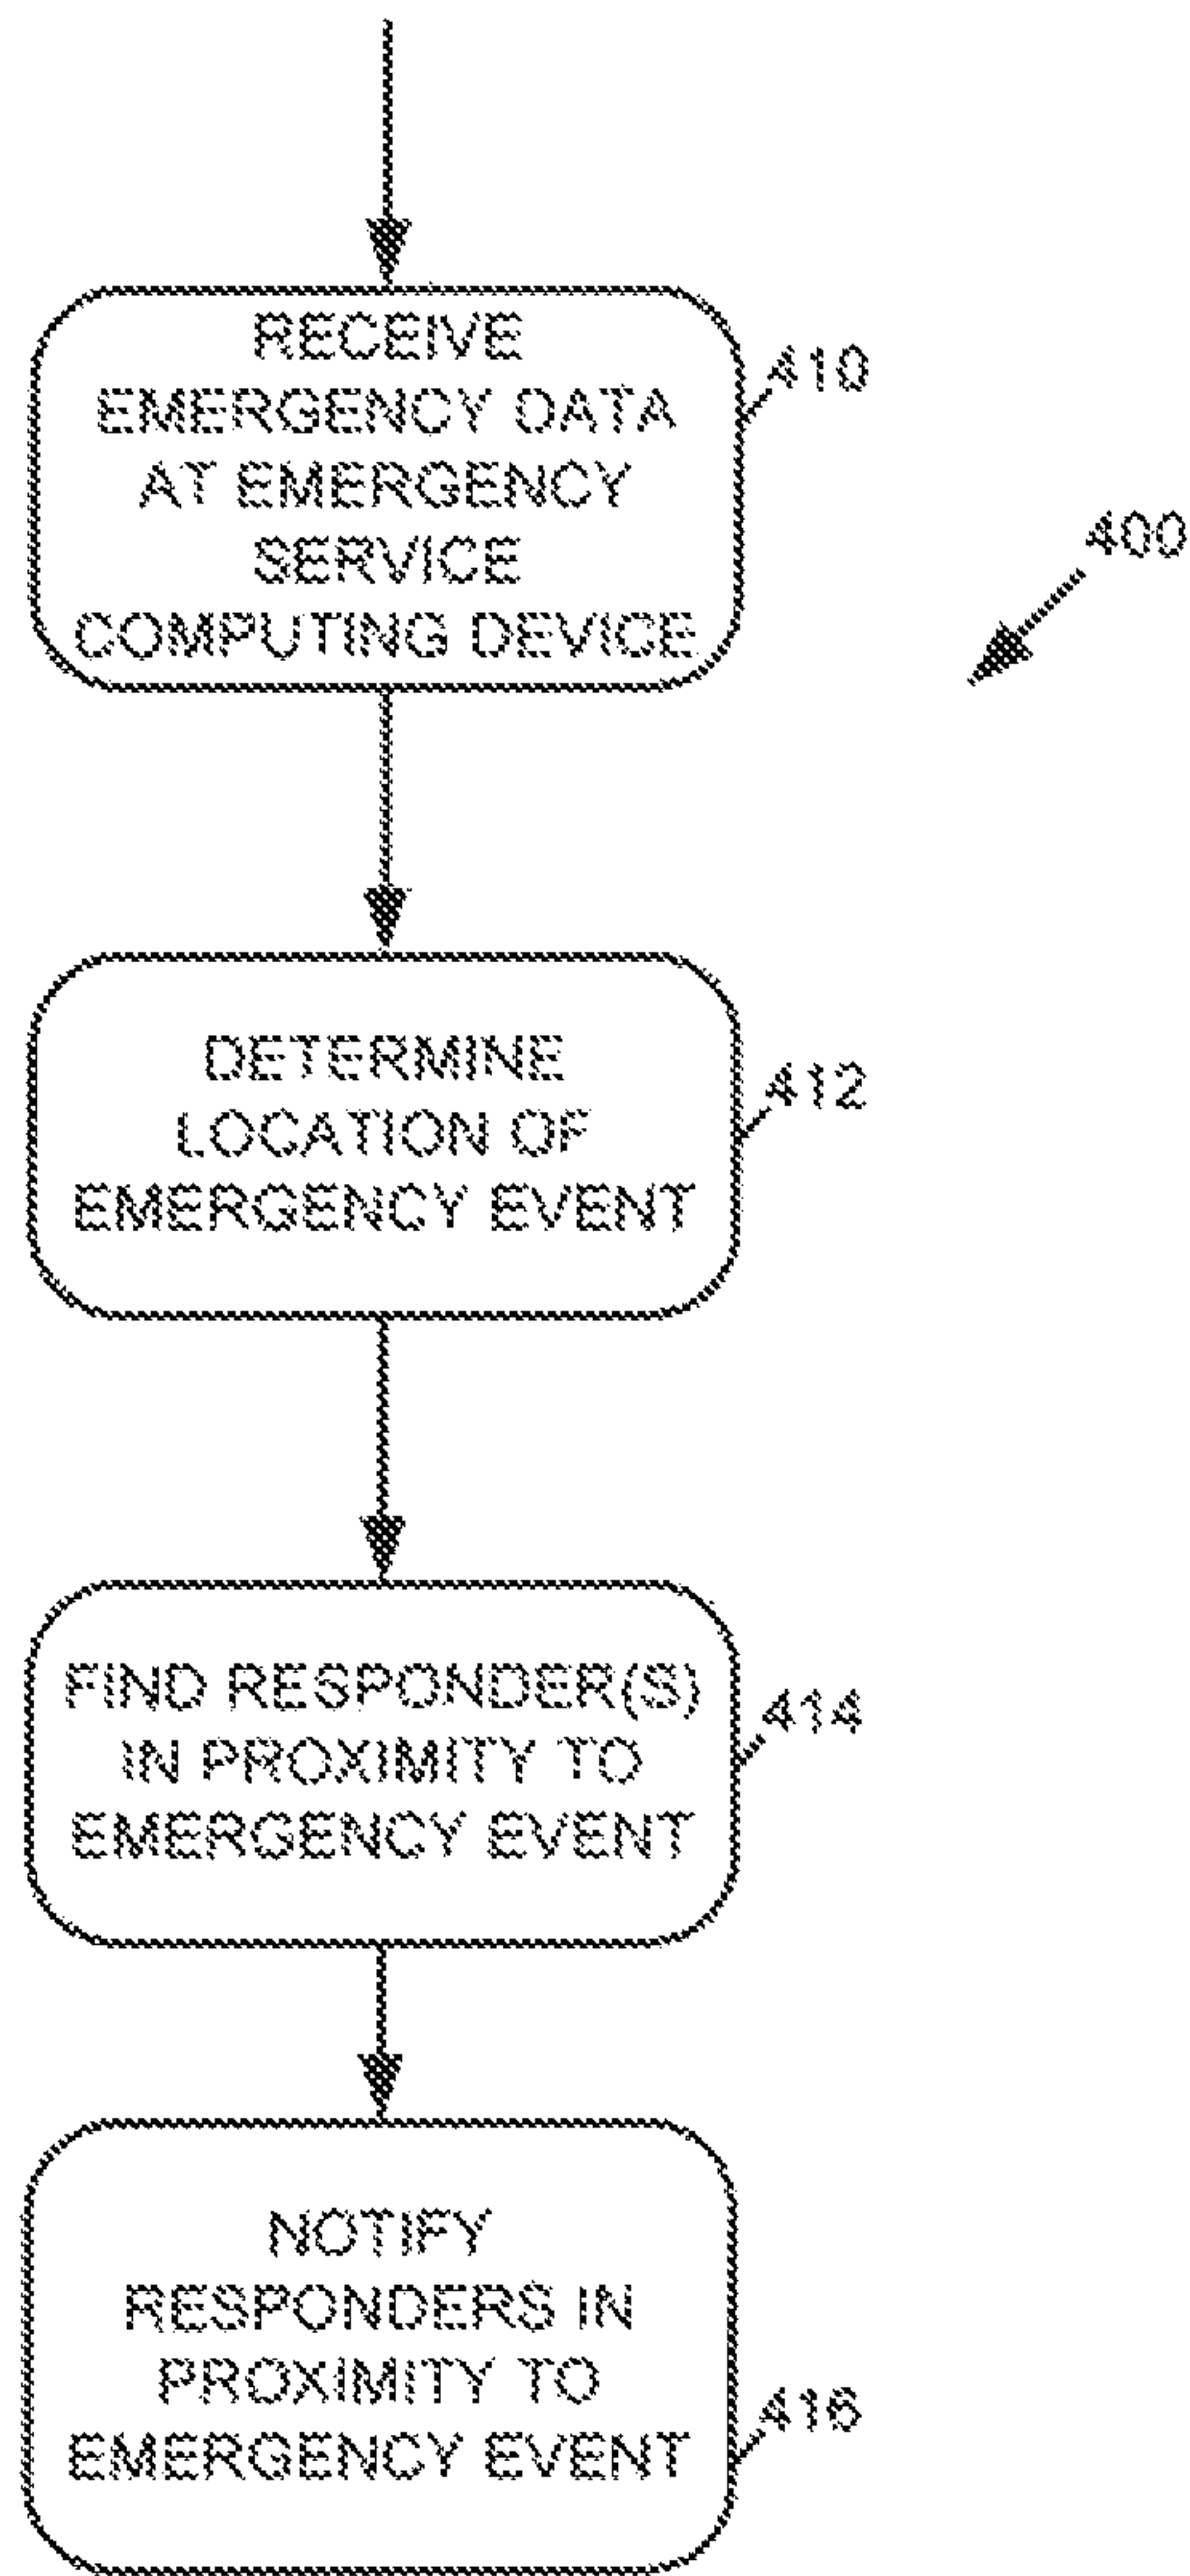 RECEIVE
EMERGENCY DATA
AT EMERGENCY
SERVICE
COMPUTING DEVICE
410
400
DETERMINE
LOCATION OF
EMERGENCY EVENT
412
FIND RESPONDER(S)
IN PROXIMITY TO
EMERGENCY EVENT
414
NOTIFY
RESPONDERS IN
PROXIMITY TO
EMERGENCY EVENT
416